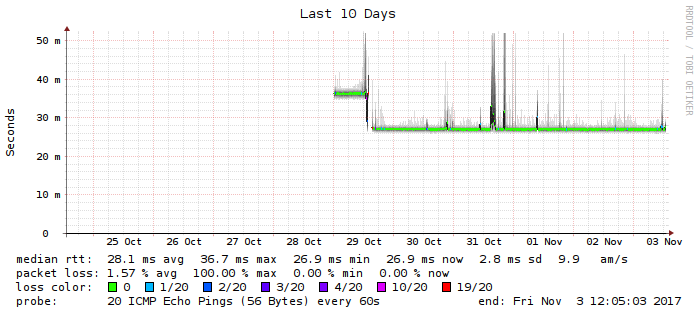 Last 10 Days
RRDTOOL / TOBI OETIKER
Seconds
50 m
40 m
30 m
20 m
10 m
0
25 Oct 26 Oct 27 Oct 28 Oct 29 Oct 30 Oct 31 Oct 01 Nov 02 Nov 03 Nov
median rtt: 28.1 ms avg 36.7 ms max 26.9 ms min 26.9 ms now 2.8 ms sd 9.9 am/s
packet loss: 1.57 % avg 100.00 % max 0.00 % min 0.00 % now
loss color: 0 1/20 2/20 3/20 4/20 10/20 19/20
probe: 20 ICMP Echo Pings (56 Bytes) every 60s end: Fri Nov 3 12:05:03 2017